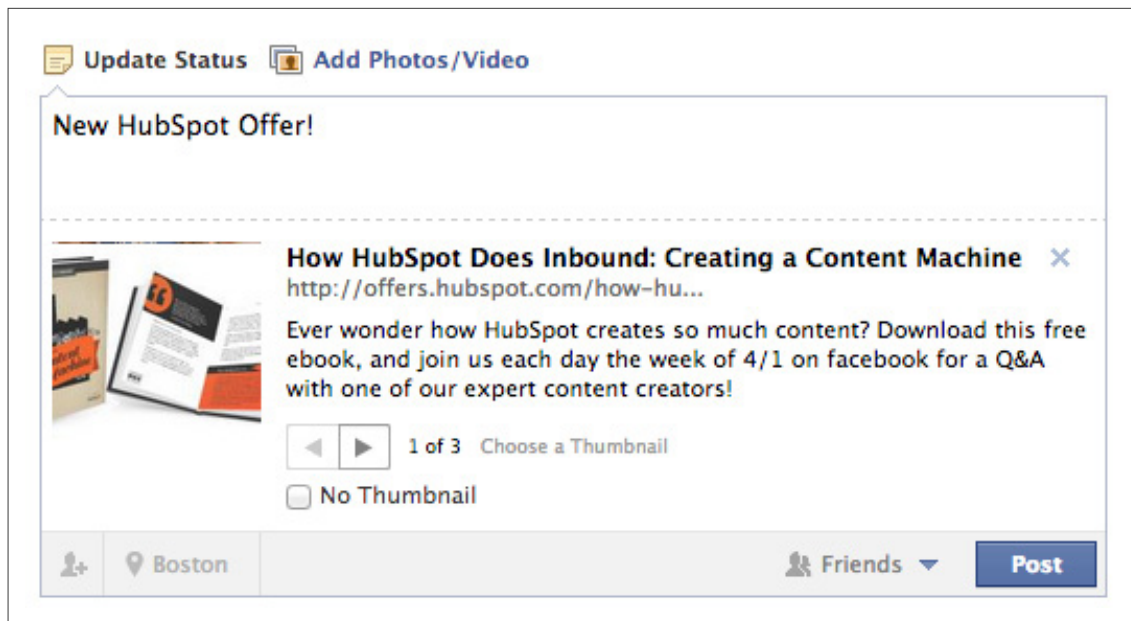 Update Status Add Photos/Video
New HubSpot Offer!
How HubSpot Does Inbound: Creating a Content Machine
http://offers.hubspot.com/how-hu...
Ever wonder how HubSpot creates so much content? Download this free
ebook, and join us each day the week of 4/1 on facebook for a Q&A
with one of our expert content creators!
1 of 3 Choose a Thumbnail
No Thumbnail
Boston Friends Post